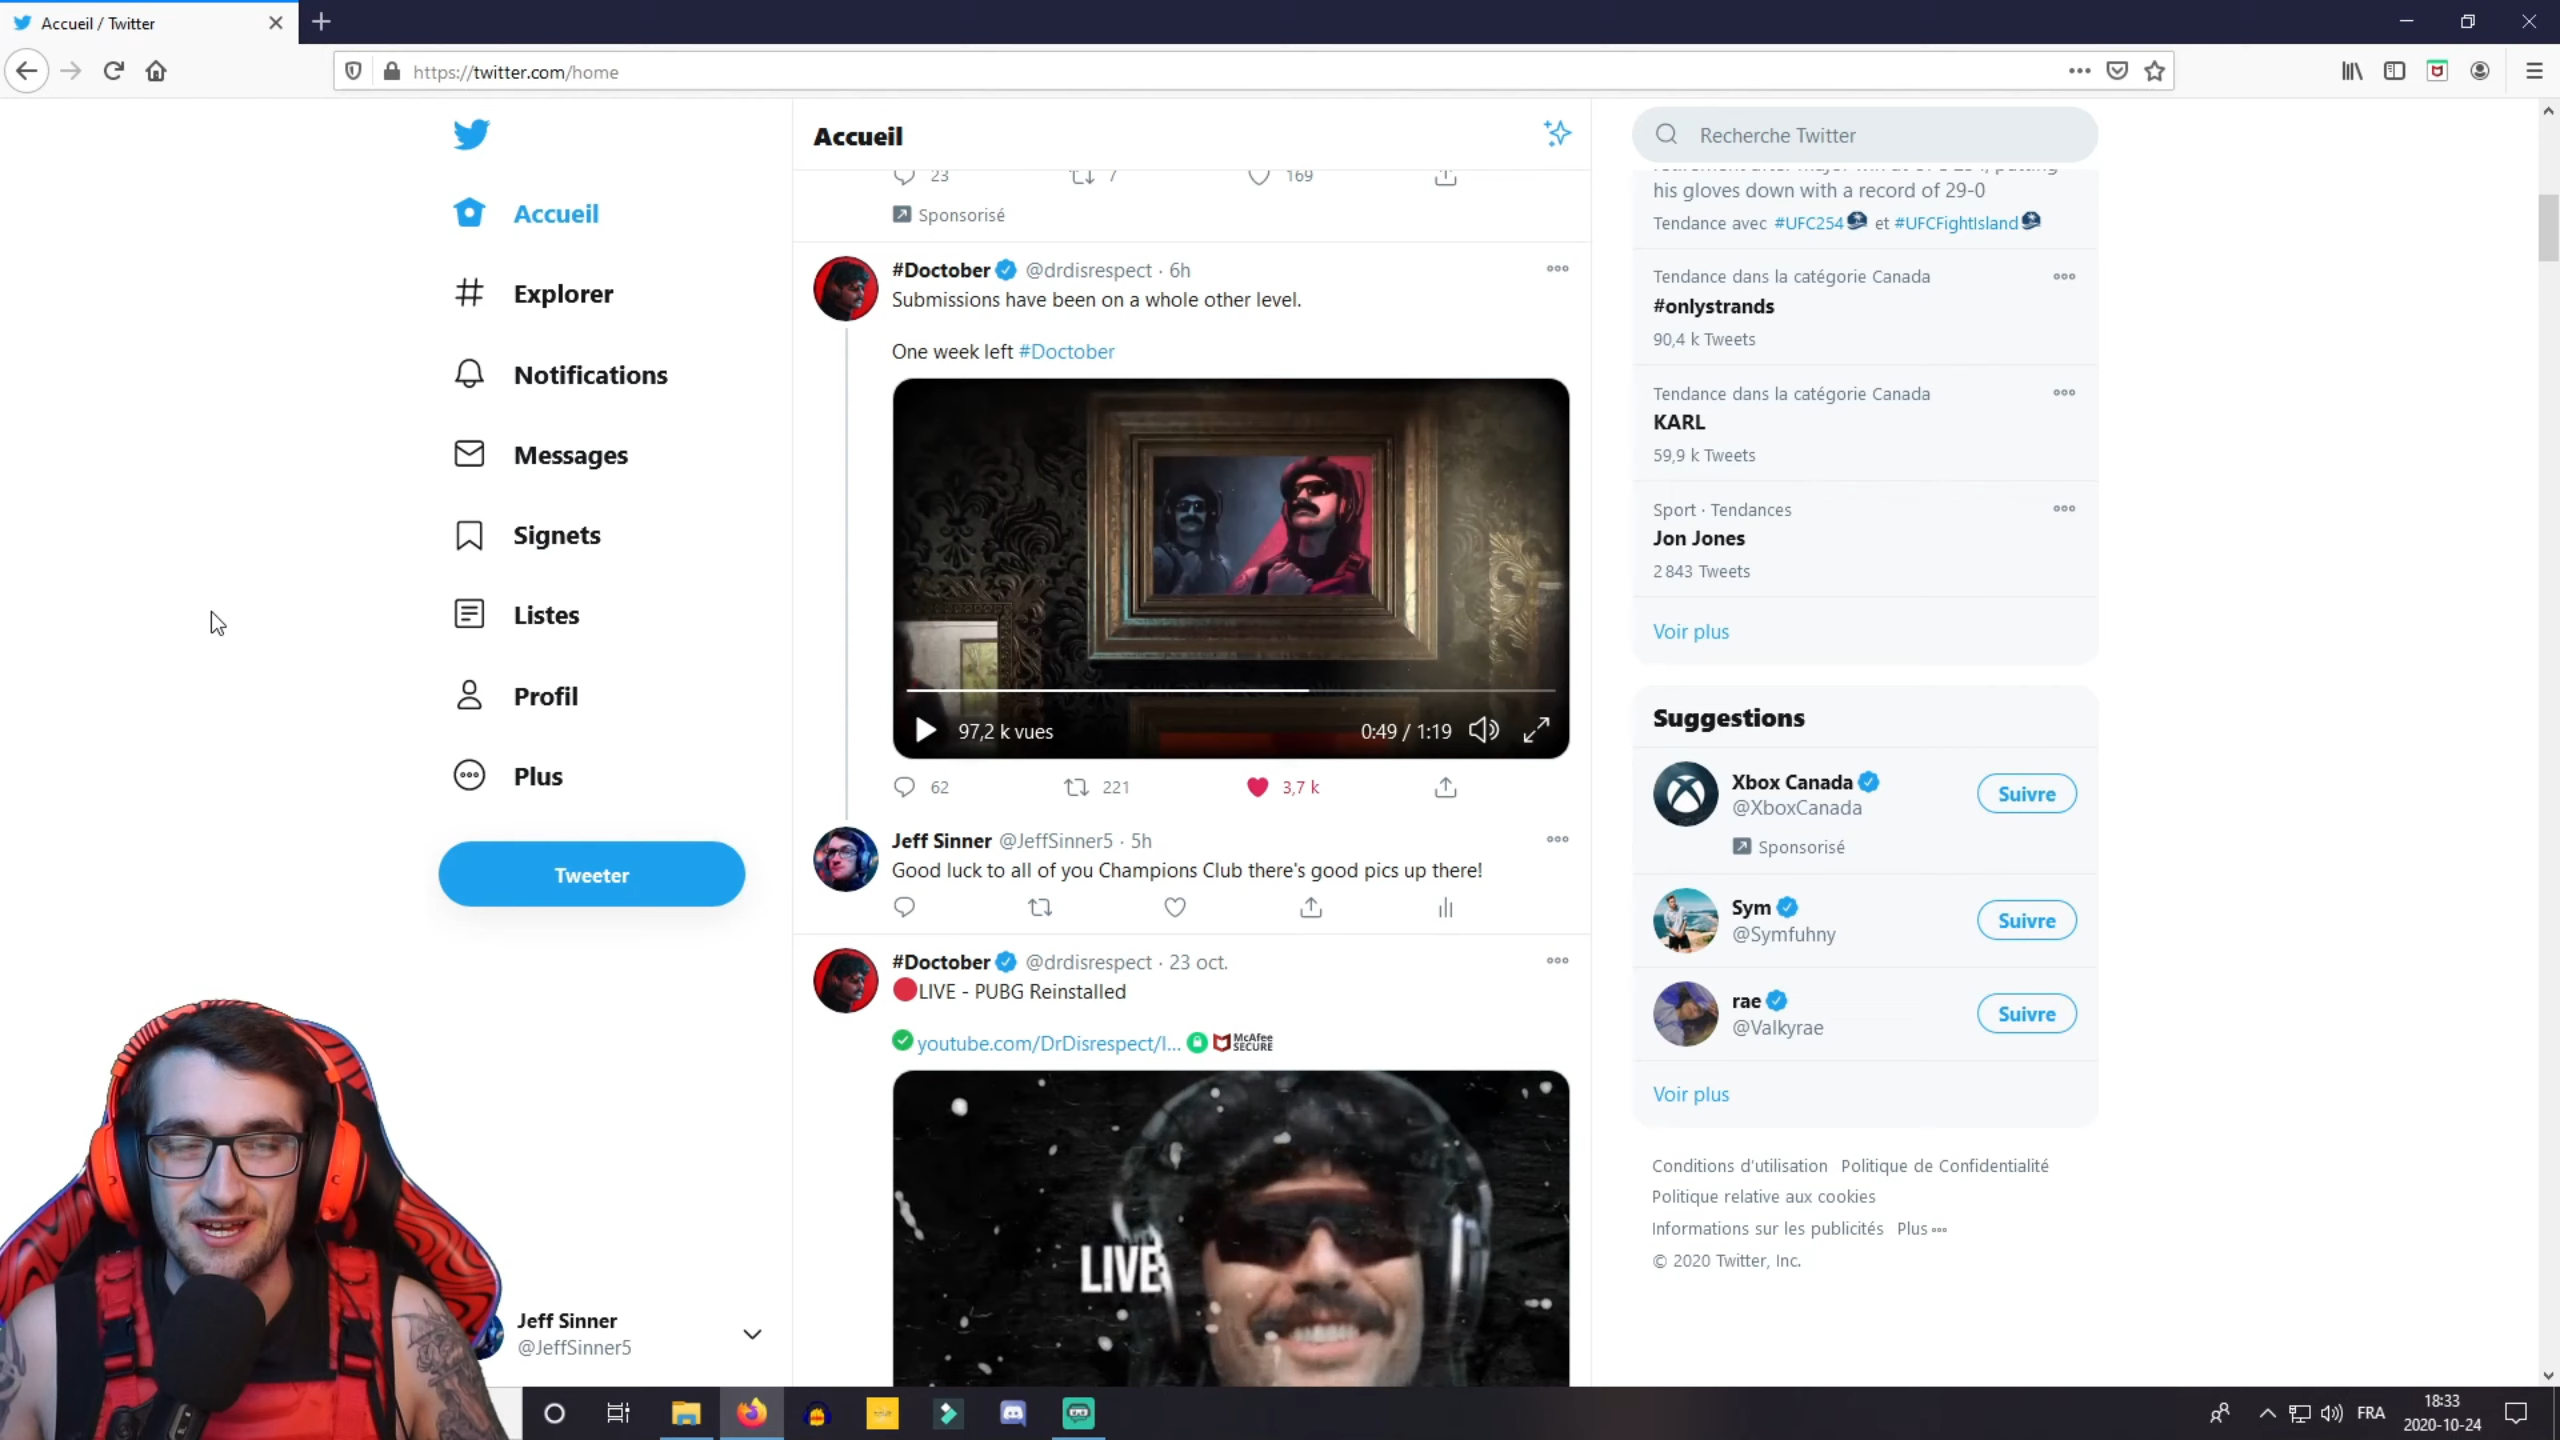 Accueil / Twitter
https://twitter.com/home
Accueil
Explorer
Notifications
Messages
Signets
Listes
Profil
Plus
Tweeter
Jeff Sinner
@JeffSinner5
Accueil
23 7 169
Sponsorisé
#Doctober @drdisrespect · 6h
Submissions have been on a whole other level.
One week left #Doctober
97,2 k vues 0:49 / 1:19
62 221 3,7 k
Jeff Sinner @JeffSinner5 · 5h
Good luck to all of you Champions Club there's good pics up there!
#Doctober @drdisrespect · 23 oct.
LIVE - PUBG Reinstalled
youtube.com/DrDisrespect/l... McAfee SECURE
LIVE
Recherche Twitter
his gloves down with a record of 29-0
Tendance avec #UFC254 et #UFCFightIsland
Tendance dans la catégorie Canada
#onlystrands
90,4 k Tweets
Tendance dans la catégorie Canada
KARL
59,9 k Tweets
Sport · Tendances
Jon Jones
2 843 Tweets
Voir plus
Suggestions
Xbox Canada
@XboxCanada
Suivre
Sponsorisé
Sym
@Symfuhny
Suivre
rae
@Valkyrae
Suivre
Voir plus
Conditions d'utilisation Politique de Confidentialité
Politique relative aux cookies
Informations sur les publicités Plus
© 2020 Twitter, Inc.
FRA
18:33
2020-10-24